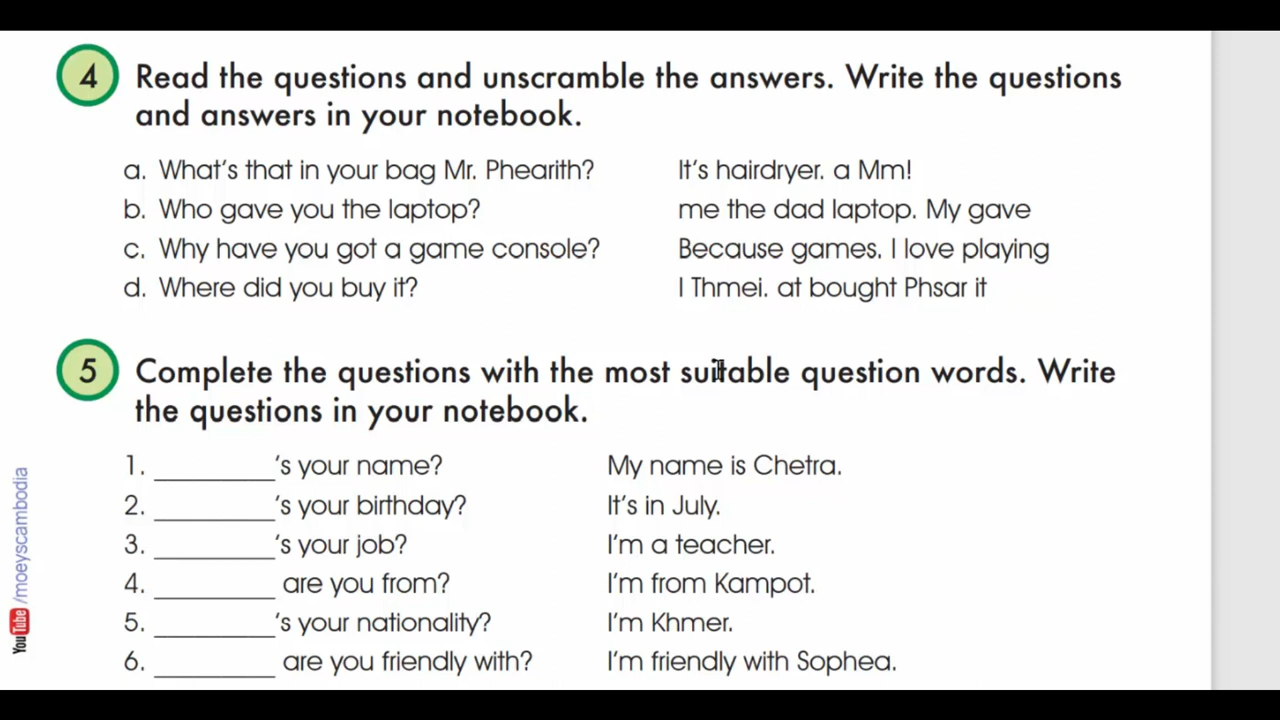 4 Read the questions and unscramble the answers. Write the questions
and answers in your notebook.
a. What's that in your bag Mr. Phearith? It's hairdryer. a Mm!
b. Who gave you the laptop? me the dad laptop. My gave
c. Why have you got a game console? Because games. I love playing
d. Where did you buy it? I Thmei. at bought Phsar it
5 Complete the questions with the most suitable question words. Write
the questions in your notebook.
1. _________'s your name? My name is Chetra.
2. _________'s your birthday? It's in July.
3. _________'s your job? I'm a teacher.
4. _________ are you from? I'm from Kampot.
5. _________'s your nationality? I'm Khmer.
6. _________ are you friendly with? I'm friendly with Sophea.
YouTube /moeyscambodia